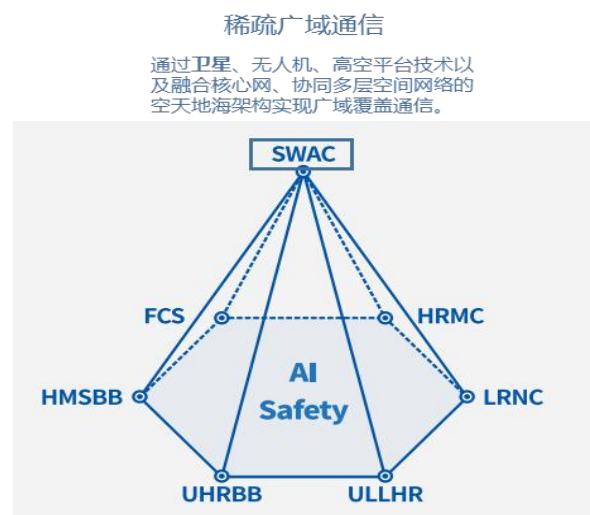 稀疏广域通信
通过卫星、无人机、高空平台技术以
及融合核心网、协同多层空间网络的
空天地海架构实现广域覆盖通信。
SWAC
FCS
HRMC
AI
Safety
HMSBB
LRNC
UHRBB
ULLHR